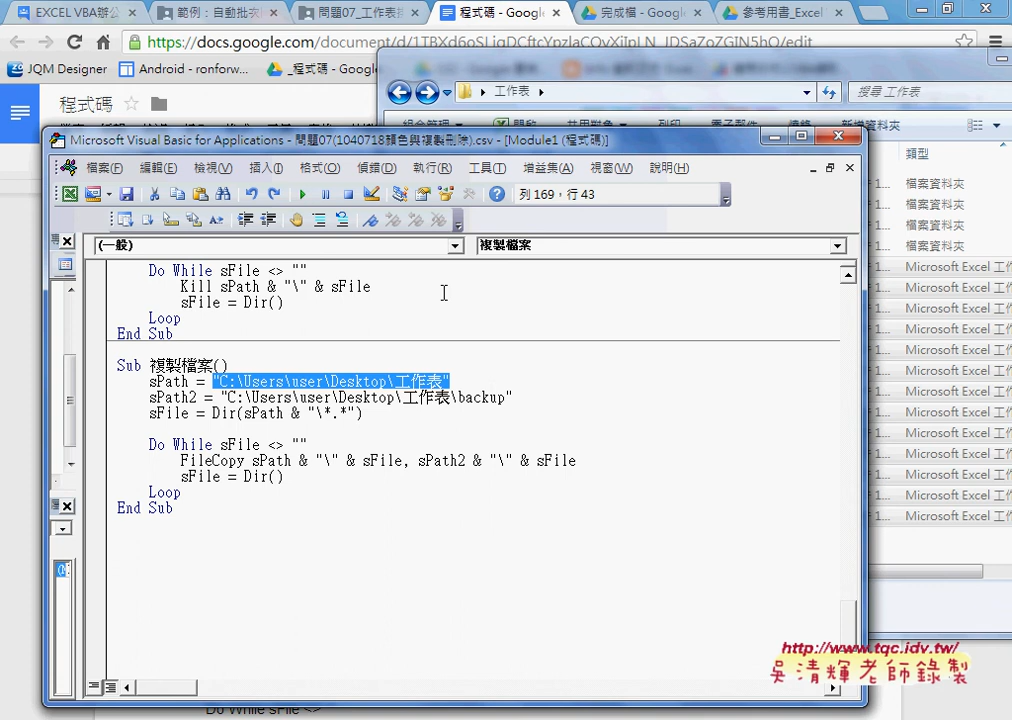 EXCEL VBA辦公
範例：自動批次
問題07_工作表
程式碼 - Google
完成檔 - Google
參考用書_Excel
https://docs.google.com/document/d/
/edit
JQM Designer
Android - ronforw...
_程式碼 - Google
程式碼
工作表
搜尋 工作表
Microsoft Visual Basic for Applications - 問題07(1040718顏色與複製刪除).csv - [Module1 (程式碼)]
類型
檔案(F) 編輯(E) 檢視(V) 插入(I) 格式(O) 偵錯(D) 執行(R) 工具(T) 增益集(A) 視窗(W) 說明(H)
列 169，行 43
檔案資料夾
檔案資料夾
檔案資料夾
檔案資料夾
(一般)
複製檔案
Do While sFile <> ""
Kill sPath & "\" & sFile
sFile = Dir()
Loop
End Sub
Sub 複製檔案()
sPath = "C:\Users\user\Desktop\工作表"
sPath2 = "C:\Users\user\Desktop\工作表\backup"
sFile = Dir(sPath & "\*.*")
Do While sFile <> ""
FileCopy sPath & "\" & sFile, sPath2 & "\" & sFile
sFile = Dir()
Loop
End Sub
Microsoft Excel 工作
Microsoft Excel 工作
Microsoft Excel 工作
Microsoft Excel 工作
Microsoft Excel 工作
Microsoft Excel 工作
Microsoft Excel 工作
Microsoft Excel 工作
Microsoft Excel 工作
Microsoft Excel 工作
Microsoft Excel 工作
Microsoft Excel 工作
Microsoft Excel 工作
http://www.tqc.idv.tw/
吳清輝老師錄製
Do While sFile <>